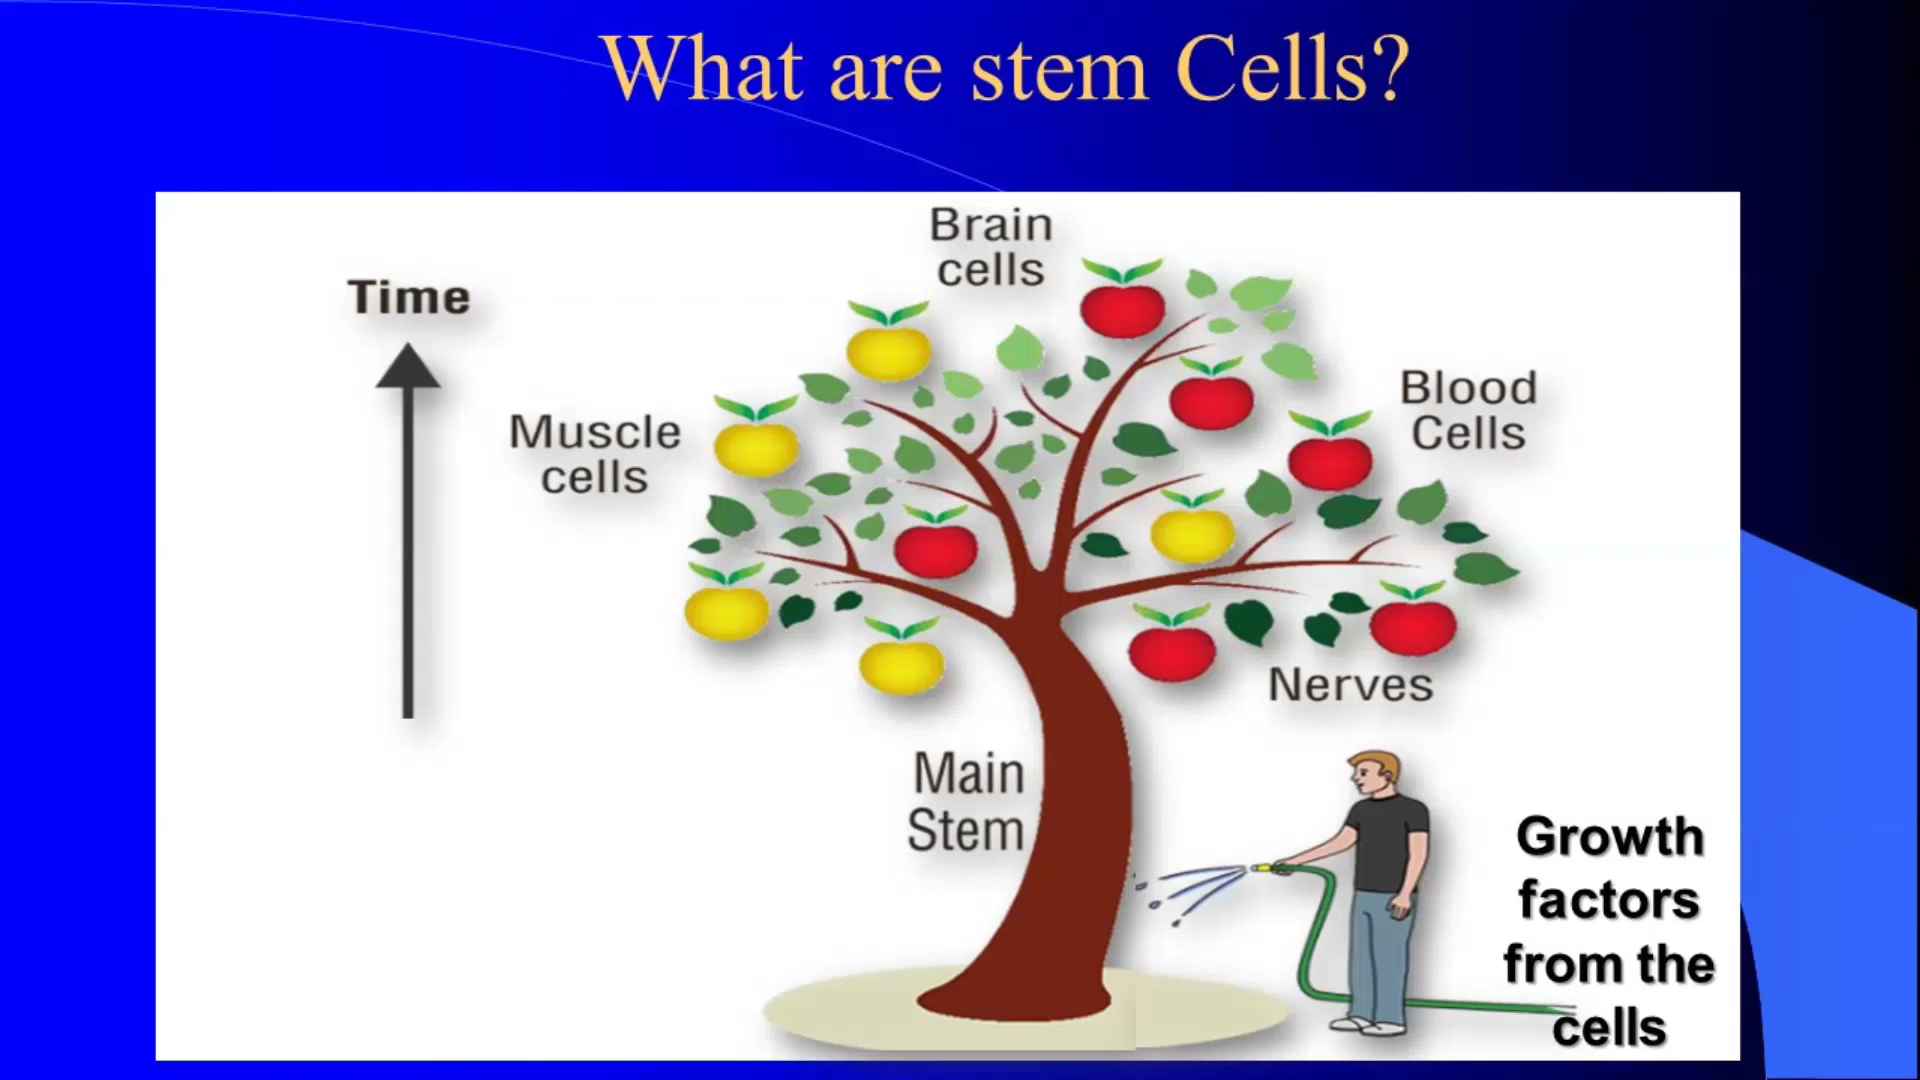 What are stem Cells?
Brain
cells
Time
Blood
Cells
Muscle
cells
Nerves
Main
Stem
Growth
factors
from the
cells